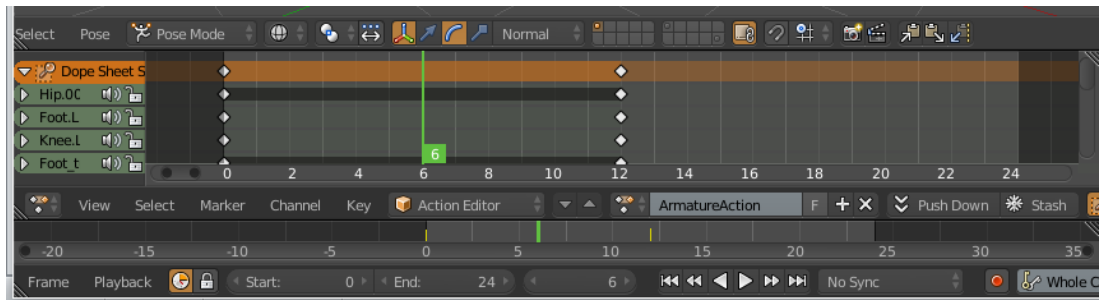 Select Pose Pose Mode Normal
Dope Sheet S
Hip.00
Foot.L
Knee.L
Foot_t
6
0 2 4 6 8 10 12 14 16 18 20 22 24
View Select Marker Channel Key Action Editor ArmatureAction F Push Down Stash
-20 -15 -10 -5 0 5 10 15 20 25 30 35
Frame Playback Start: 0 End: 24 6 No Sync Whole C